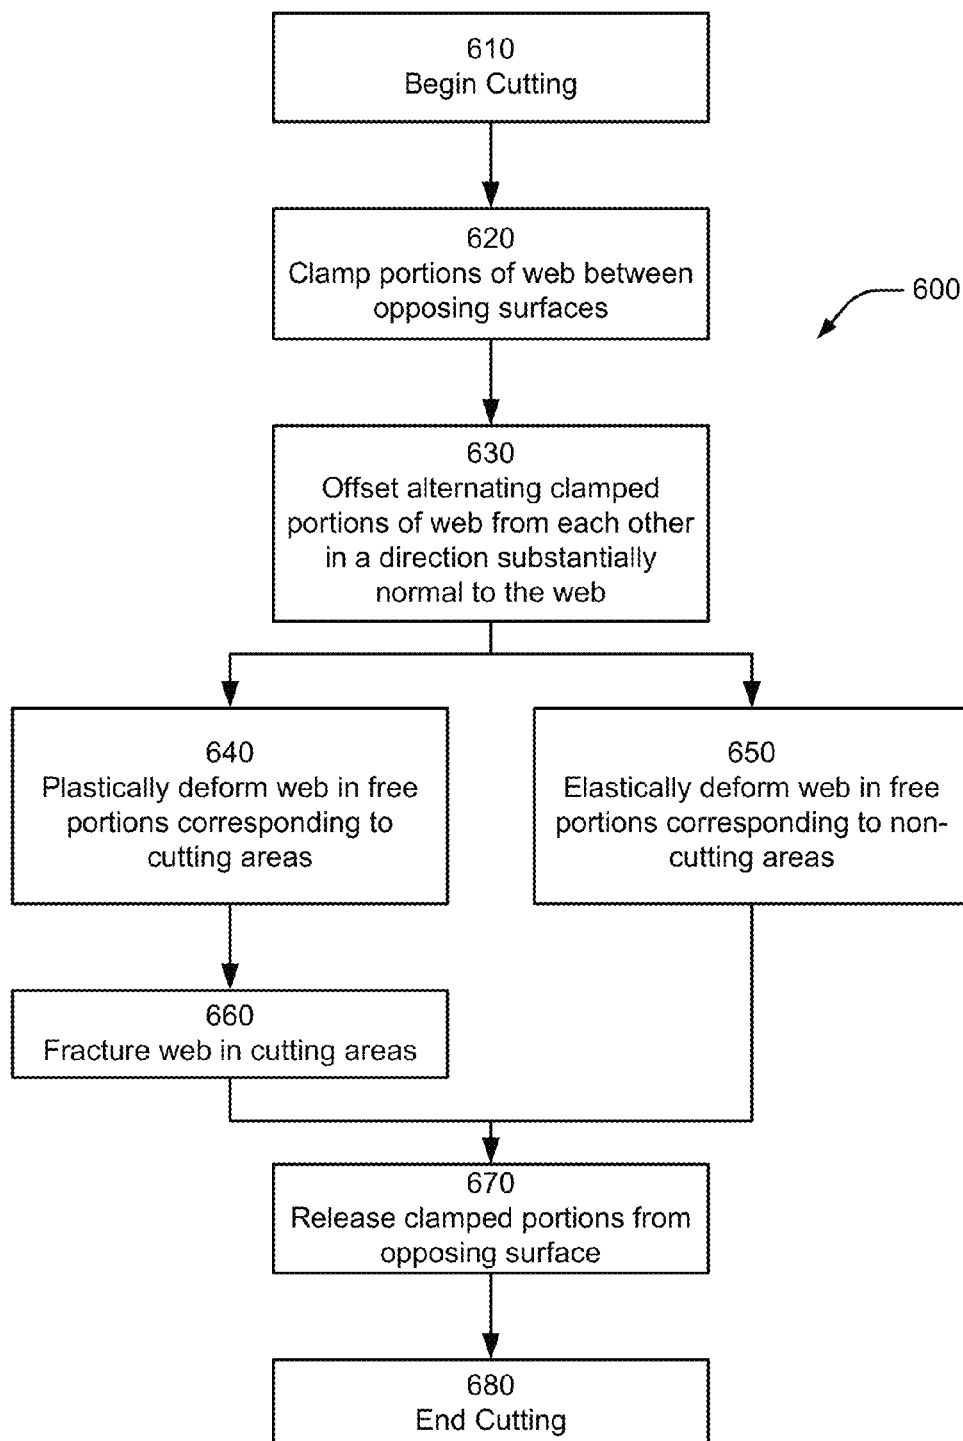 610
Begin Cutting
620
Clamp portions of web between
opposing surfaces
600
630
Offset alternating clamped
portions of web from each other
in a direction substantially
normal to the web
640
Plastically deform web in free
portions corresponding to
cutting areas
650
Elastically deform web in free
portions corresponding to non-
cutting areas
660
Fracture web in cutting areas
670
Release clamped portions from
opposing surface
680
End Cutting